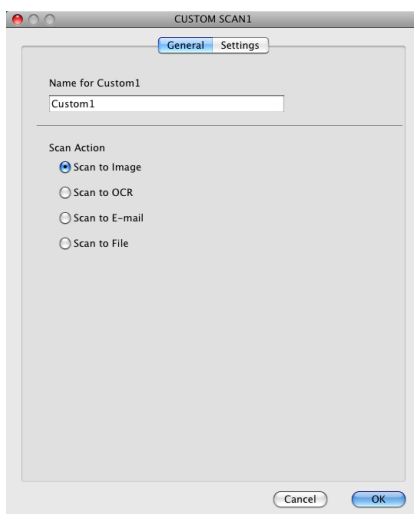 CUSTOM SCAN1
General Settings
Name for Custom1
Custom1
Scan Action
Scan to Image
Scan to OCR
Scan to E-mail
Scan to File
Cancel OK